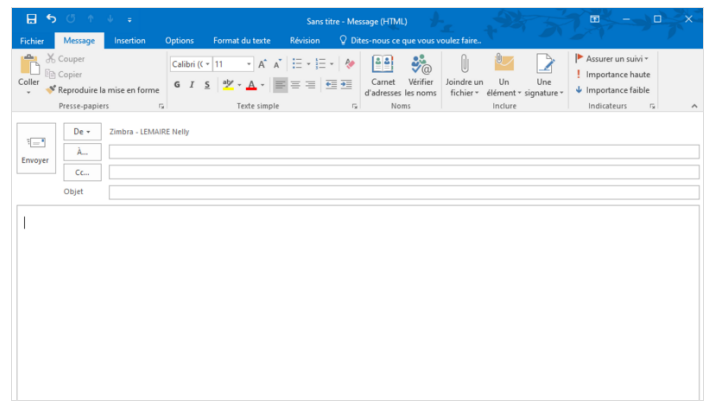 Sans titre - Message (HTML)
Fichier Message Insertion Options Format du texte Révision Dites-nous ce que vous voulez faire..
Coller
Couper
Copier
Reproduire la mise en forme
Presse-papiers
Calibri (C 11 A A
G I S ab A
Texte simple
Carnet d'adresses
Vérifier les noms
Noms
Joindre un fichier
Un élément
Une signature
Inclure
Assurer un suivi
Importance haute
Importance faible
Indicateurs
Envoyer
De Zimbra - LEMAIRE Nelly
À...
Cc...
Objet